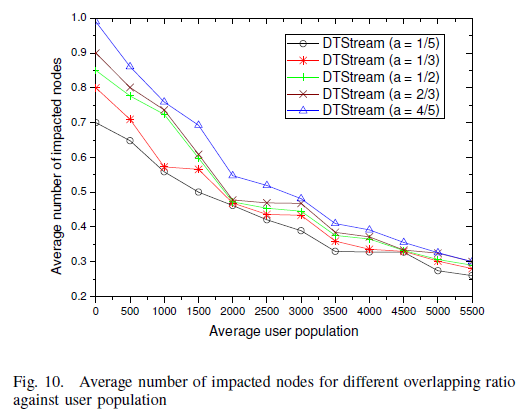 1.0
0.9
0.8
0.7
0.6
0.5
0.4
0.3
0.2
Average number of impacted nodes
DTStream (a = 1/5)
DTStream (a = 1/3)
DTStream (a = 1/2)
DTStream (a = 2/3)
DTStream (a = 4/5)
0 500 1000 1500 2000 2500 3000 3500 4000 4500 5000 5500
Average user population
Fig. 10. Average number of impacted nodes for different overlapping ratio
against user population